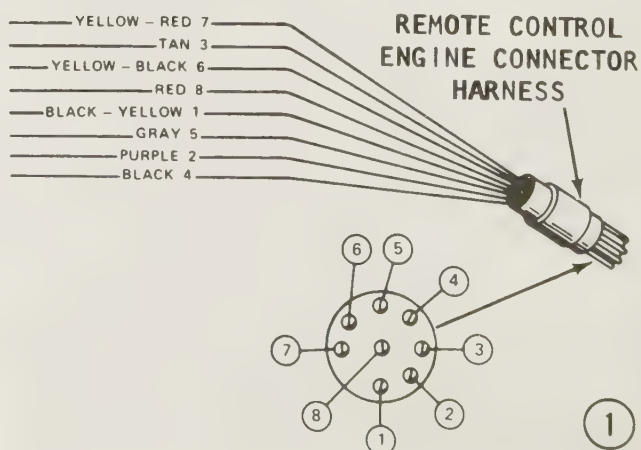 YELLOW – RED 7
TAN 3
YELLOW – BLACK 6
RED 8
BLACK – YELLOW 1
GRAY 5
PURPLE 2
BLACK 4
REMOTE CONTROL
ENGINE CONNECTOR
HARNESS
6
5
4
7
3
8
2
1
1